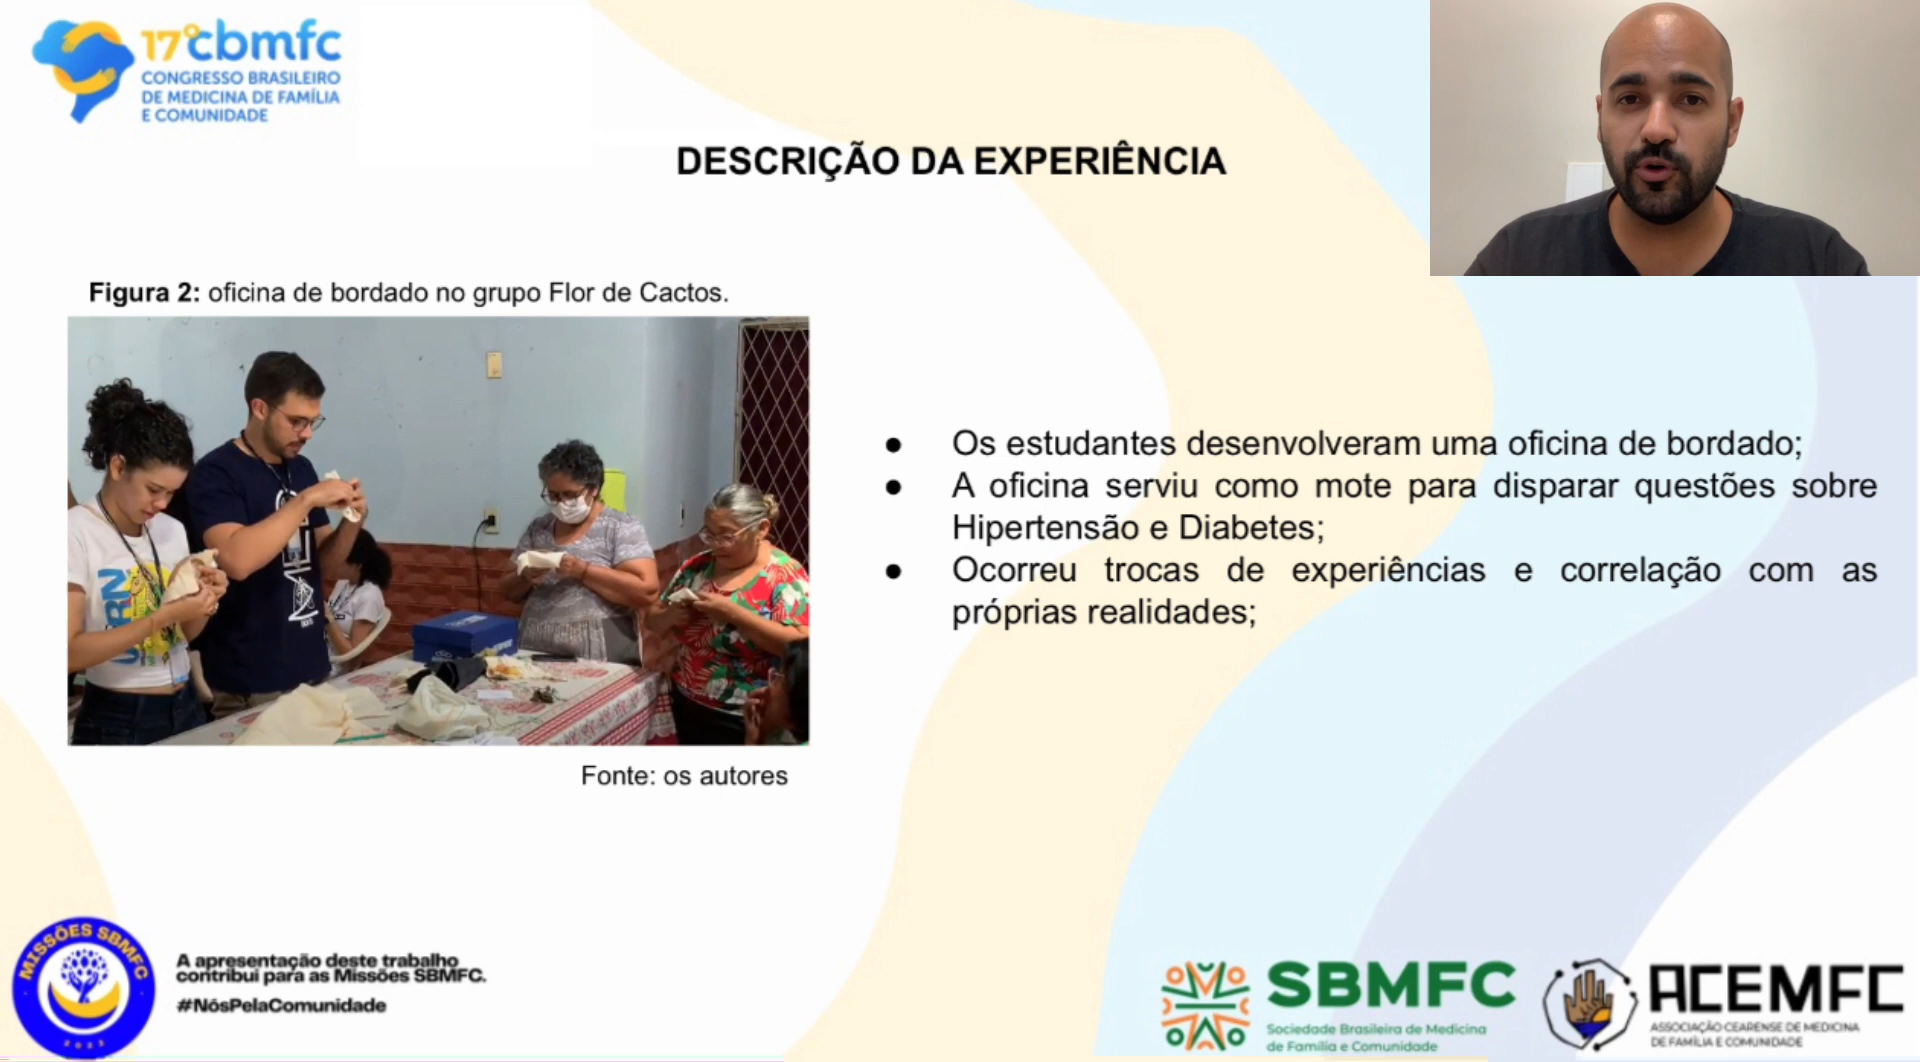 17º cbmfc
CONGRESSO BRASILEIRO
DE MEDICINA DE FAMÍLIA
E COMUNIDADE
DESCRIÇÃO DA EXPERIÊNCIA
Figura 2: oficina de bordado no grupo Flor de Cactos.
Fonte: os autores
● Os estudantes desenvolveram uma oficina de bordado;
● A oficina serviu como mote para disparar questões sobre
Hipertensão e Diabetes;
● Ocorreu trocas de experiências e correlação com as
próprias realidades;
MISSÕES SBMFC
2023
A apresentação deste trabalho
contribui para as Missões SBMFC.
#NósPelaComunidade
SBMFC
Sociedade Brasileira de Medicina
de Família e Comunidade
ACEMFC
ASSOCIAÇÃO CEARENSE DE MEDICINA
DE FAMÍLIA E COMUNIDADE